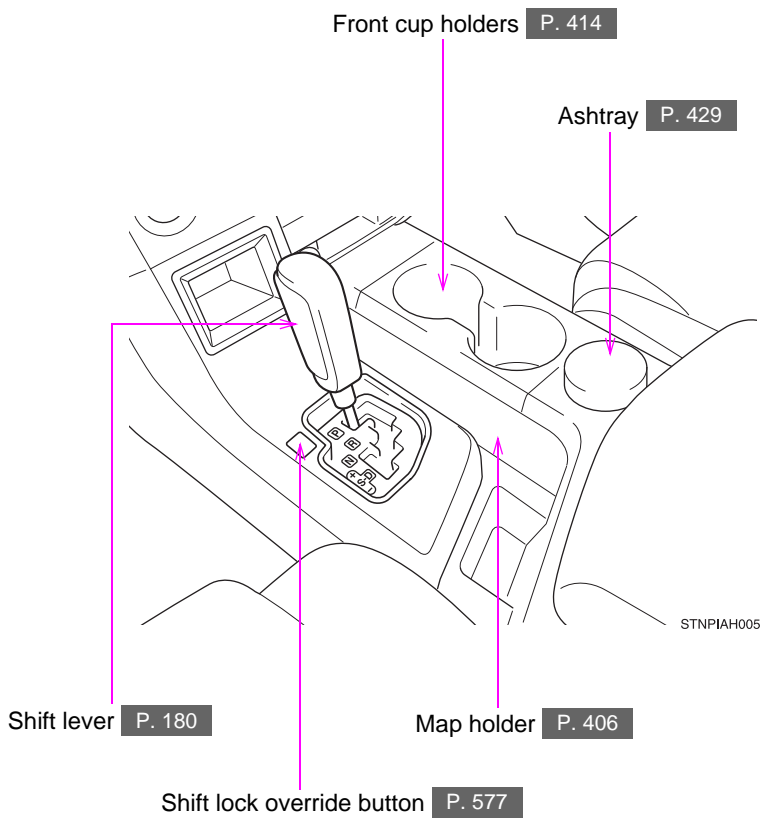 Front cup holders P. 414
Ashtray P. 429
P
R
N
D
+
S
-
STNPIAH005
Shift lever P. 180
Map holder P. 406
Shift lock override button P. 577